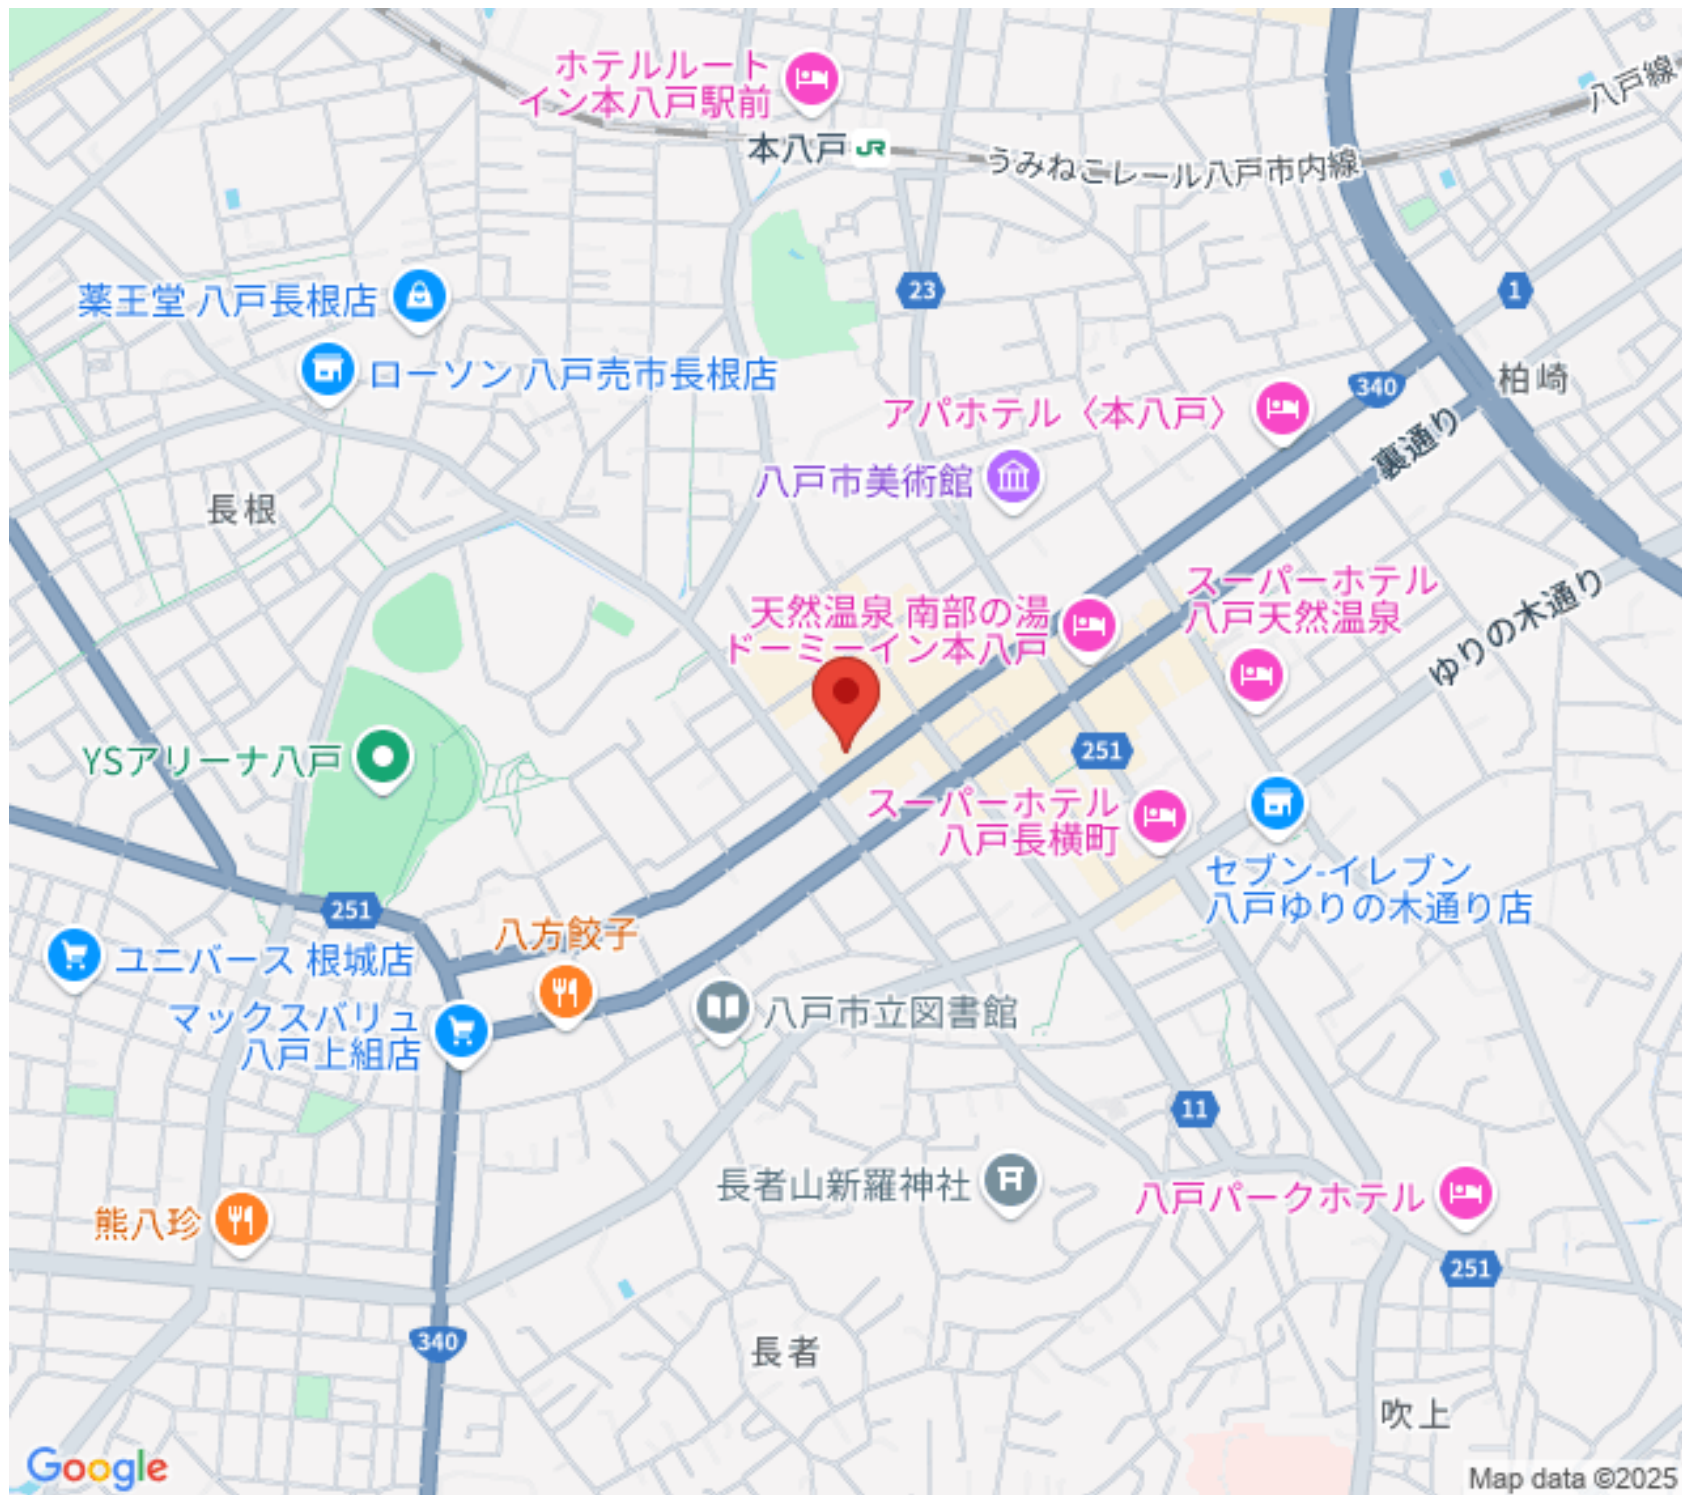 ホテルルート
イン本八戸駅前
八戸線
本八戸 JR
うみねこレール八戸市内線
薬王堂 八戸長根店
23
1
ローソン 八戸売市長根店
340
柏崎
アパホテル〈本八戸〉
裏通り
八戸市美術館
長根
天然温泉 南部の湯
ドーミーイン本八戸
スーパーホテル
八戸天然温泉
ゆりの木通り
YSアリーナ八戸
251
スーパーホテル
八戸長横町
セブン-イレブン
八戸ゆりの木通り店
251
八方餃子
ユニバース 根城店
マックスバリュ
八戸上組店
八戸市立図書館
11
長者山新羅神社
八戸パークホテル
熊八珍
251
340
長者
吹上
Google
Map data ©2025